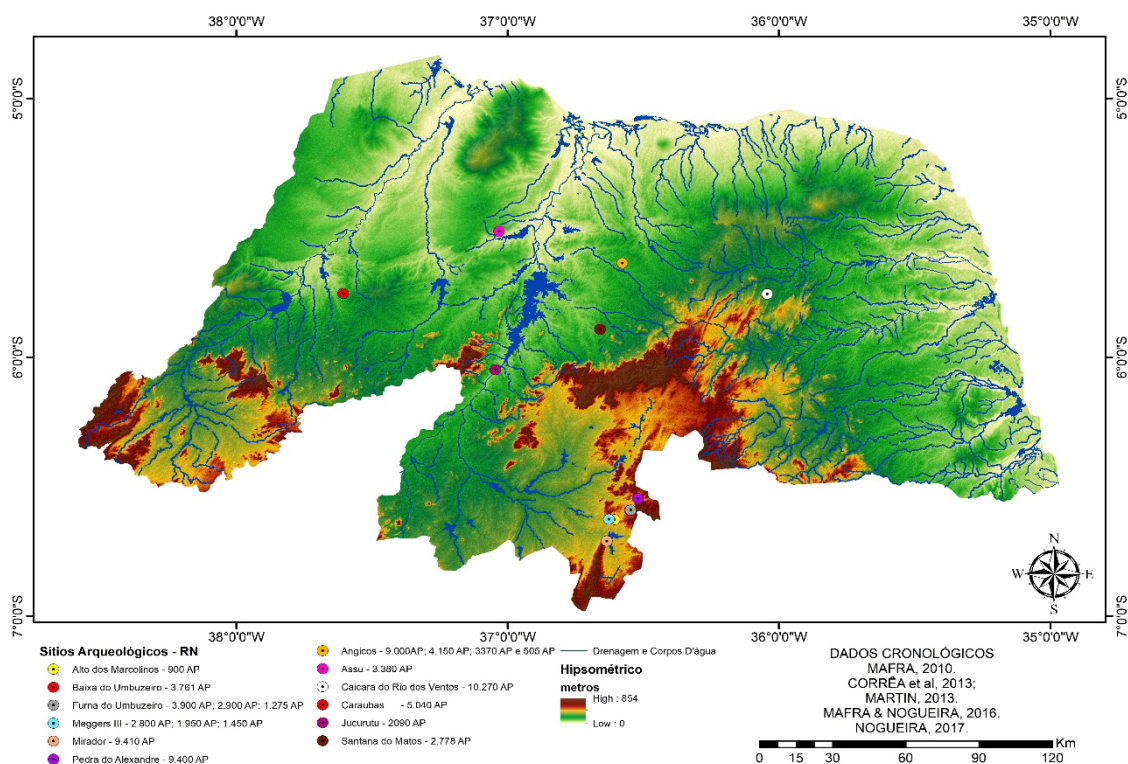 38°0'0"W 37°0'0"W 36°0'0"W 35°0'0"W
5°0'0"S 5°0'0"S
6°0'0"S 6°0'0"S
7°0'0"S 7°0'0"S
N
W E
S
38°0'0"W 37°0'0"W 36°0'0"W 35°0'0"W
Sítios Arqueológicos - RN
Alto dos Marcolinos - 900 AP
Baixa do Umbuzeiro - 3.761 AP
Furna do Umbuzeiro - 3.900 AP; 2.900 AP; 1.275 AP
Meggers III - 2.800 AP; 1.950 AP; 1.450 AP
Mirador - 9.410 AP
Pedra do Alexandre - 9.400 AP
Angicos - 9.000AP; 4.150 AP; 3370 AP e 505 AP
Assu - 3.380 AP
Caicara do Rio dos Ventos - 10.270 AP
Caraubas - 5.040 AP
Jucurutu - 2090 AP
Santana do Matos - 2.778 AP
Drenagem e Corpos D'água
Hipsométrico
metros
High : 854
Low : 0
DADOS CRONOLÓGICOS
MAFRA, 2010.
CORRÊA et al, 2013;
MARTIN, 2013.
MAFRA & NOGUEIRA, 2016.
NOGUEIRA, 2017.
Km
0 15 30 60 90 120